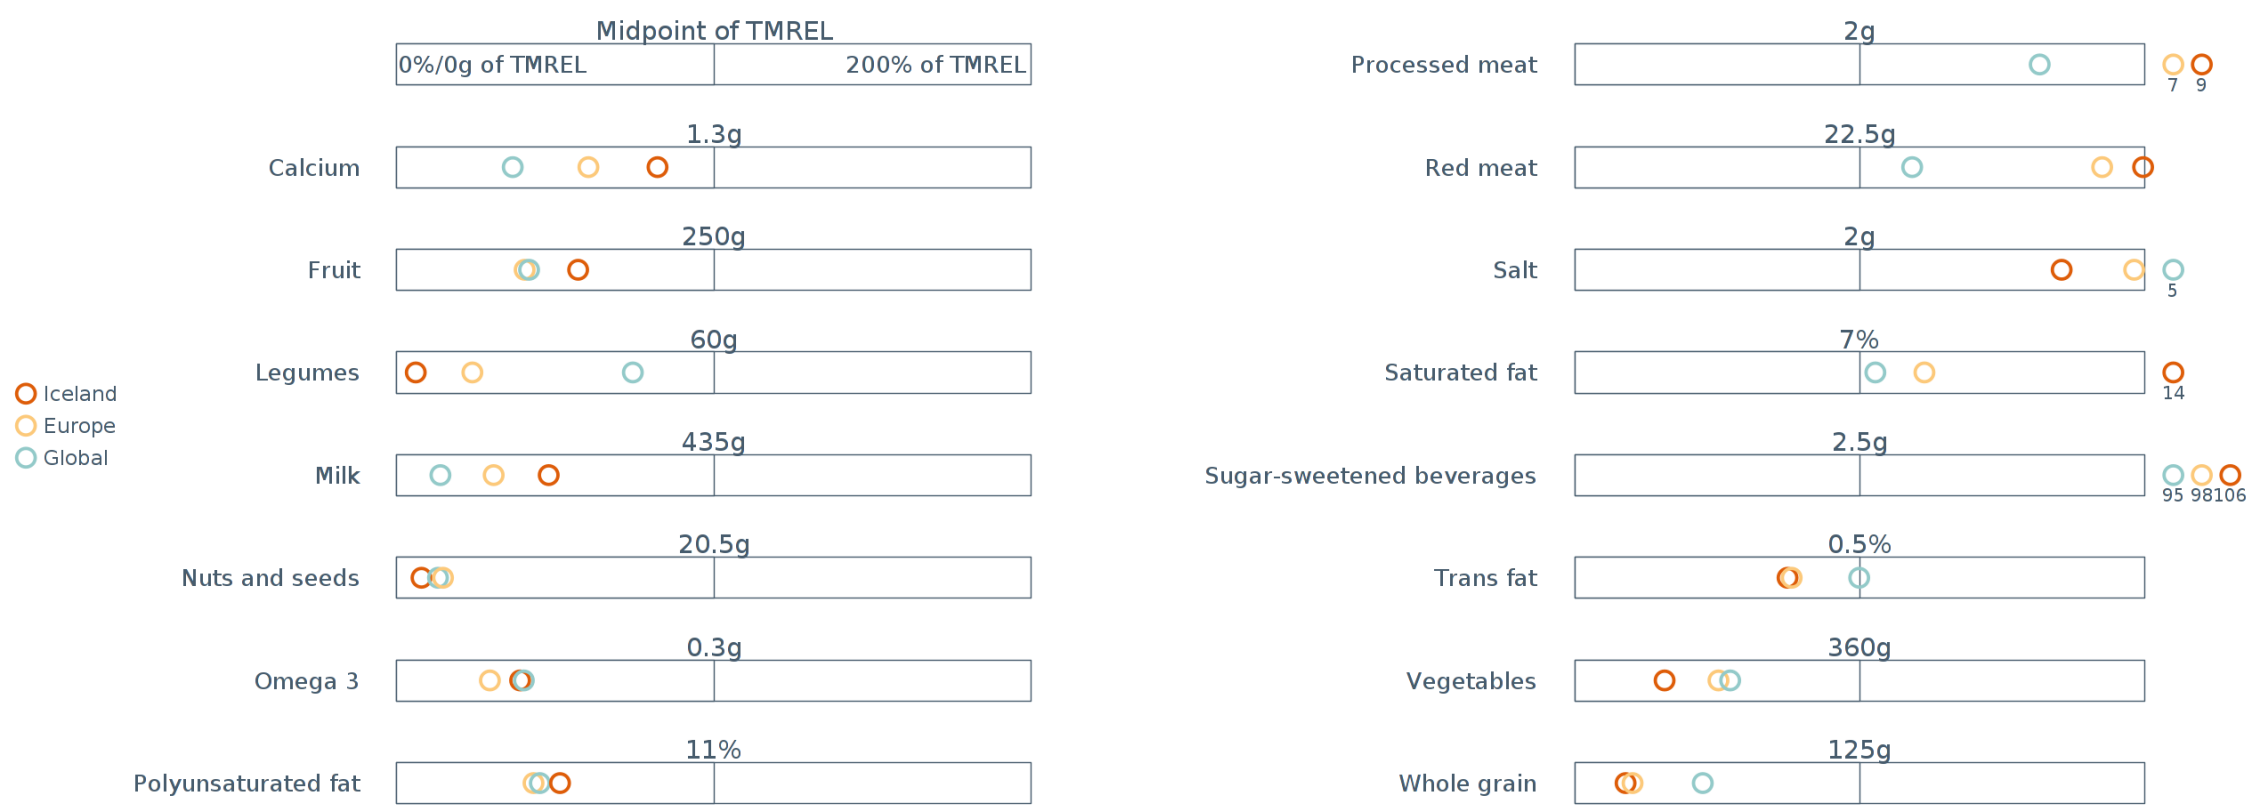 Midpoint of TMREL
0%/0g of TMREL
200% of TMREL
1.3g
Calcium
250g
Fruit
60g
Legumes
435g
Milk
20.5g
Nuts and seeds
0.3g
Omega 3
11%
Polyunsaturated fat
Iceland
Europe
Global
2g
Processed meat
7 9
22.5g
Red meat
2g
Salt
5
7%
Saturated fat
14
2.5g
Sugar-sweetened beverages
95 98 106
0.5%
Trans fat
360g
Vegetables
125g
Whole grain